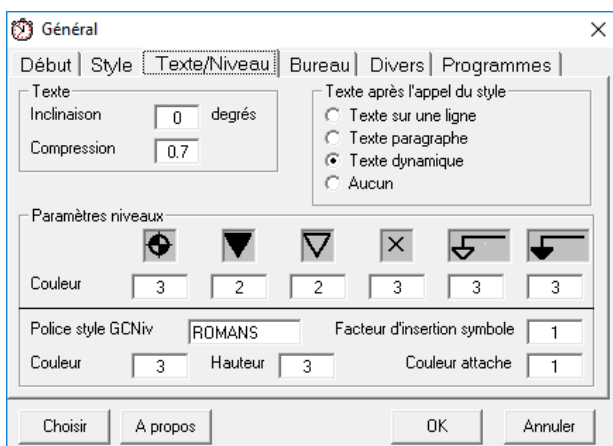 Général
Début Style Texte/Niveau Bureau Divers Programmes
Texte
Inclinaison 0 degrés
Compression 0.7
Texte après l'appel du style
Texte sur une ligne
Texte paragraphe
Texte dynamique
Aucun
Paramètres niveaux
Couleur 3 2 2 3 3 3
Police style GCNiv ROMANS Facteur d'insertion symbole 1
Couleur 3 Hauteur 3 Couleur attache 1
Choisir A propos OK Annuler